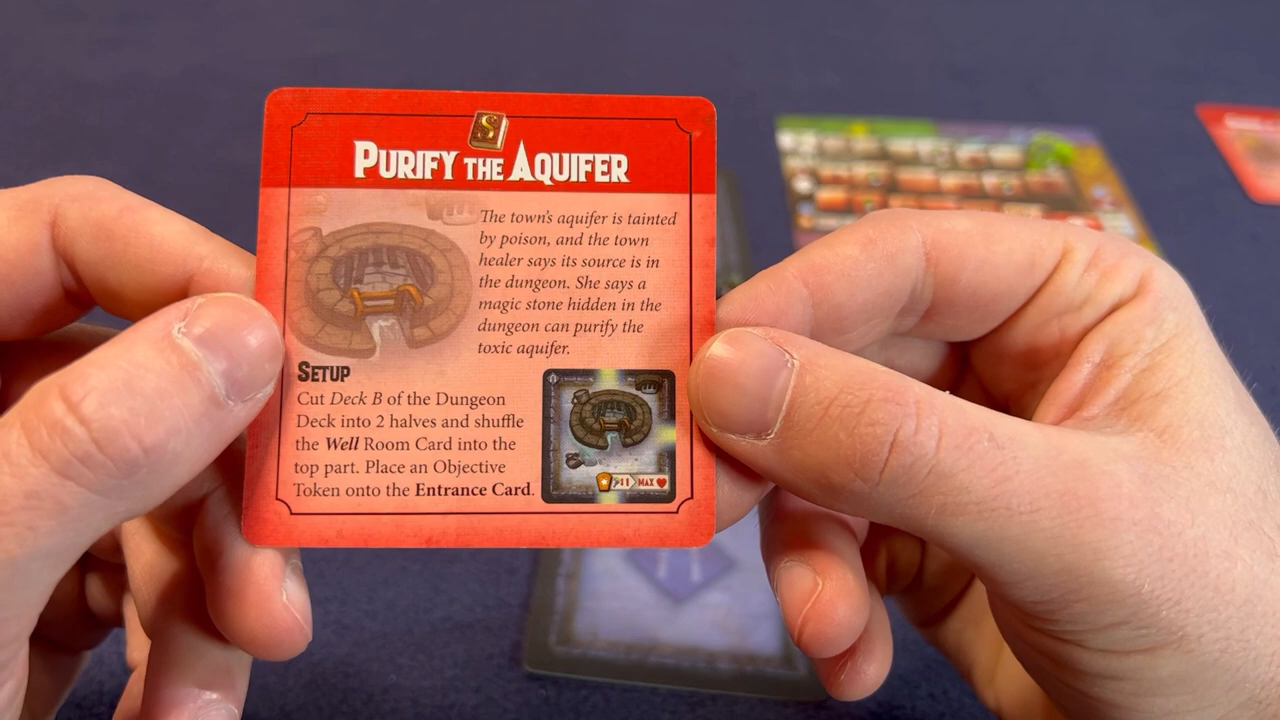 S
PURIFY THE AQUIFER
The town's aquifer is tainted
by poison, and the town
healer says its source is in
the dungeon. She says a
magic stone hidden in the
dungeon can purify the
toxic aquifer.
SETUP
Cut Deck B of the Dungeon
Deck into 2 halves and shuffle
the Well Room Card into the
top part. Place an Objective
Token onto the Entrance Card.
MAX